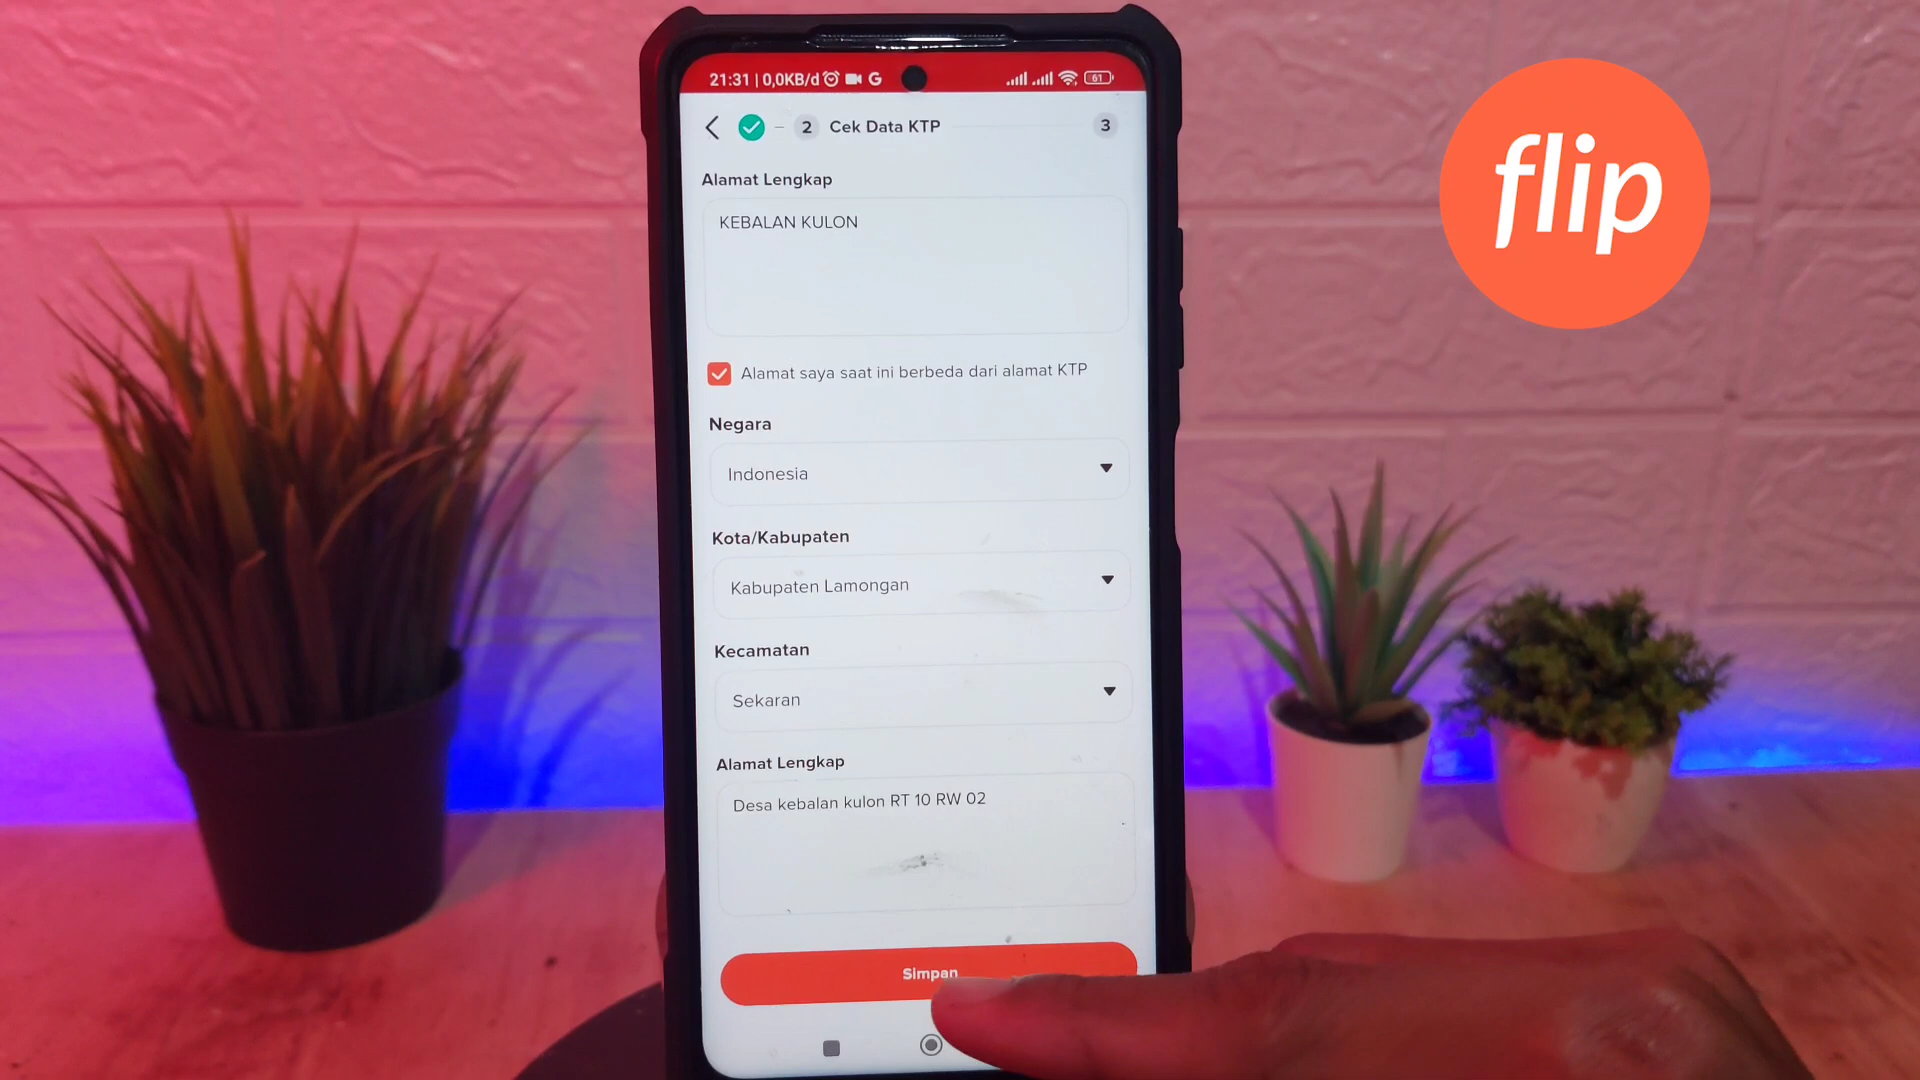 21:31 | 0,0KB/d G 61
2 Cek Data KTP 3
Alamat Lengkap
KEBALAN KULON
Alamat saya saat ini berbeda dari alamat KTP
Negara
Indonesia
Kota/Kabupaten
Kabupaten Lamongan
Kecamatan
Sekaran
Alamat Lengkap
Desa kebalan kulon RT 10 RW 02
Simpan
flip